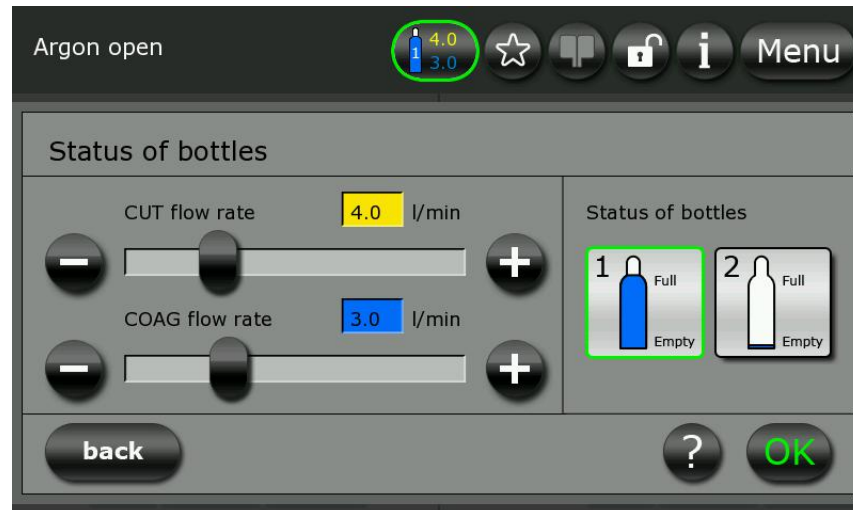 Argon open
1 4.0
3.0
i
Menu
Status of bottles
CUT flow rate 4.0 l/min
COAG flow rate 3.0 l/min
Status of bottles
1 Full
Empty
2 Full
Empty
back
?
OK